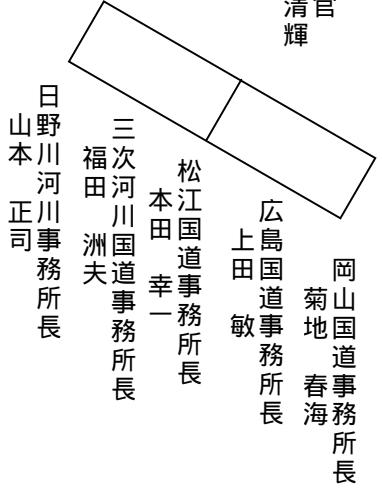 官
清輝
岡山国道事務所長
菊地 春海
広島国道事務所長
上田 敏
松江国道事務所長
本田 幸一
三次河川国道事務所長
福田 洲夫
日野川河川事務所長
山本 正司